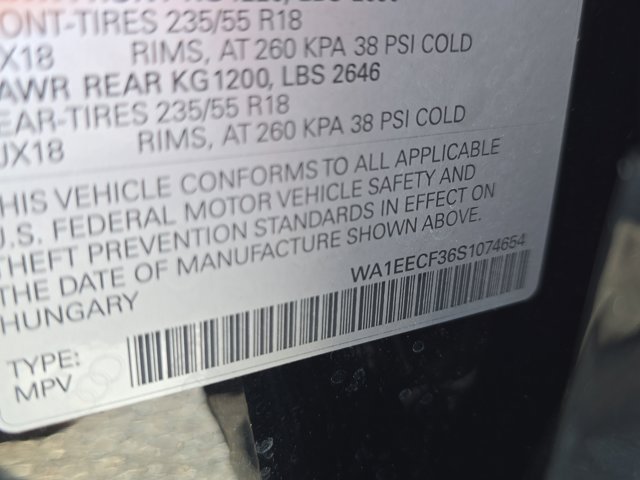 ONT-TIRES 235/55 R18
X18 RIMS, AT 260 KPA 38 PSI COLD
AWR REAR KG1200, LBS 2646
EAR-TIRES 235/55 R18
JX18 RIMS, AT 260 KPA 38 PSI COLD
THIS VEHICLE CONFORMS TO ALL APPLICABLE
U.S. FEDERAL MOTOR VEHICLE SAFETY AND
THEFT PREVENTION STANDARDS IN EFFECT ON
THE DATE OF MANUFACTURE SHOWN ABOVE.
HUNGARY WA1EECF36S1074654
TYPE:
MPV